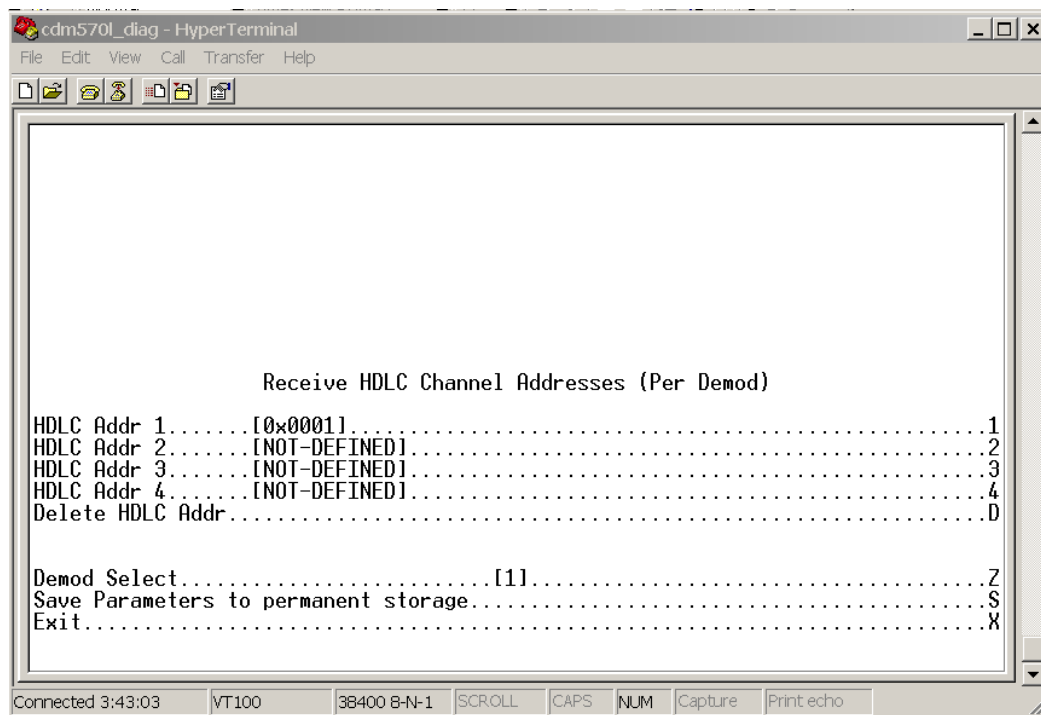 cdm570l_diag - HyperTerminal
File Edit View Call Transfer Help
Receive HDLC Channel Addresses (Per Demod)
HDLC Addr 1.......[0x0001]....................................................1
HDLC Addr 2.......[NOT-DEFINED]...............................................2
HDLC Addr 3.......[NOT-DEFINED]...............................................3
HDLC Addr 4.......[NOT-DEFINED]...............................................4
Delete HDLC Addr..............................................................D
Demod Select.........................[1]......................................Z
Save Parameters to permanent storage..........................................S
Exit..........................................................................X
Connected 3:43:03 VT100 38400 8-N-1 SCROLL CAPS NUM Capture Print echo